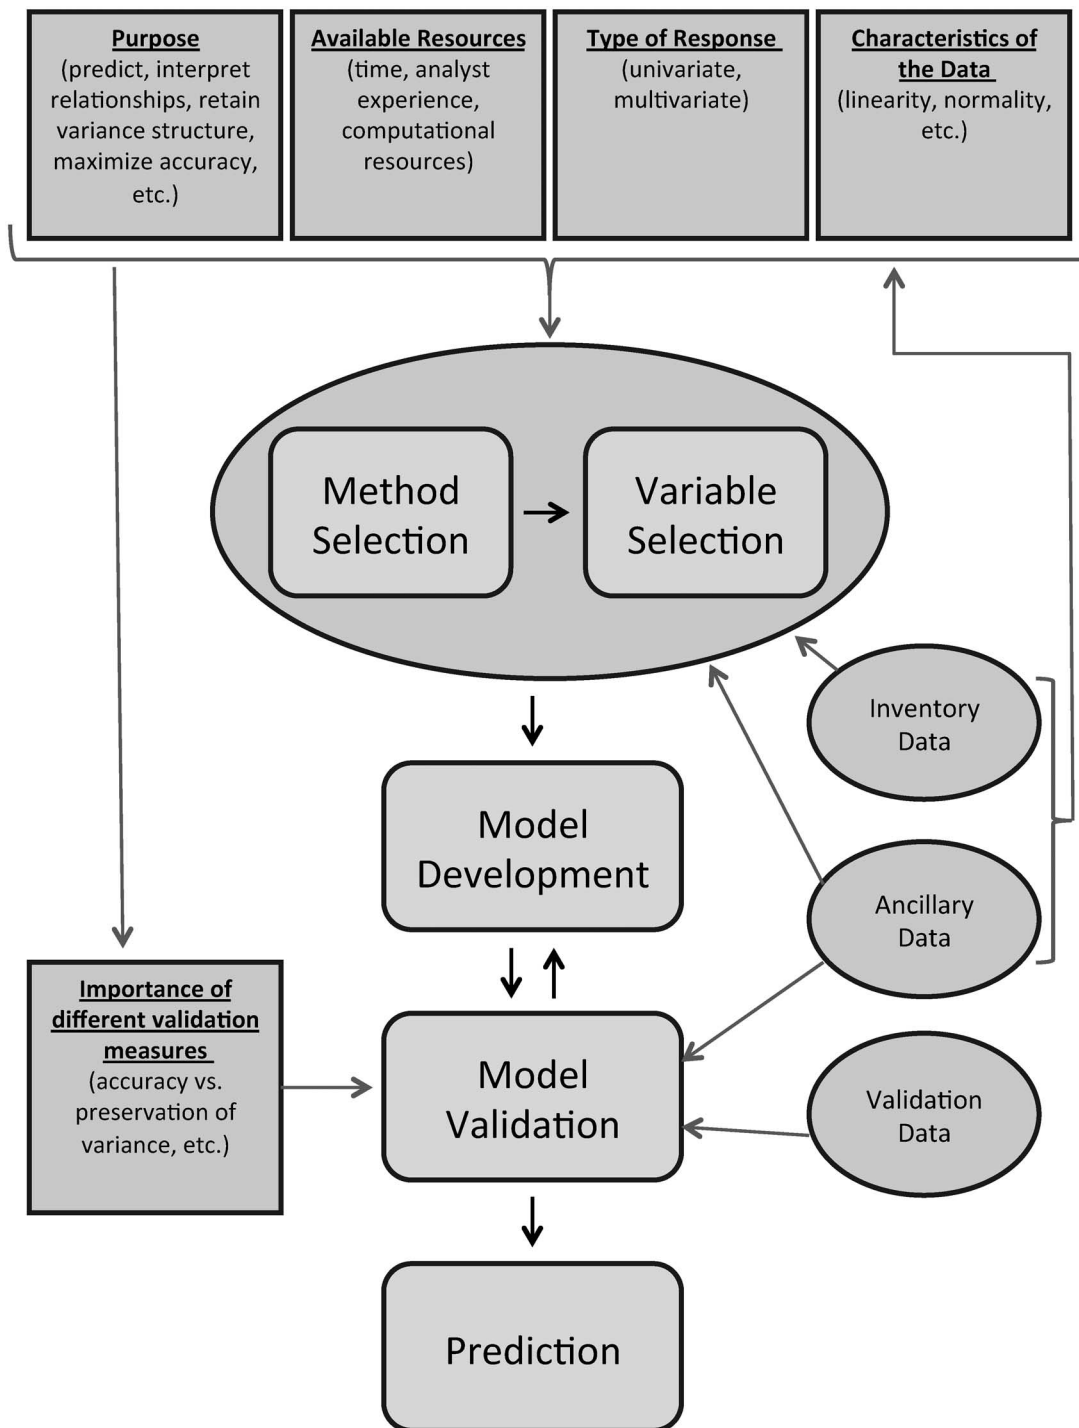 Purpose
(predict, interpret
relationships, retain
variance structure,
maximize accuracy,
etc.)
Available Resources
(time, analyst
experience,
computational
resources)
Type of Response
(univariate,
multivariate)
Characteristics of
the Data
(linearity, normality,
etc.)
Method
Selection
Variable
Selection
Inventory
Data
Model
Development
Ancillary
Data
Importance of
different validation
measures
(accuracy vs.
preservation of
variance, etc.)
Model
Validation
Validation
Data
Prediction